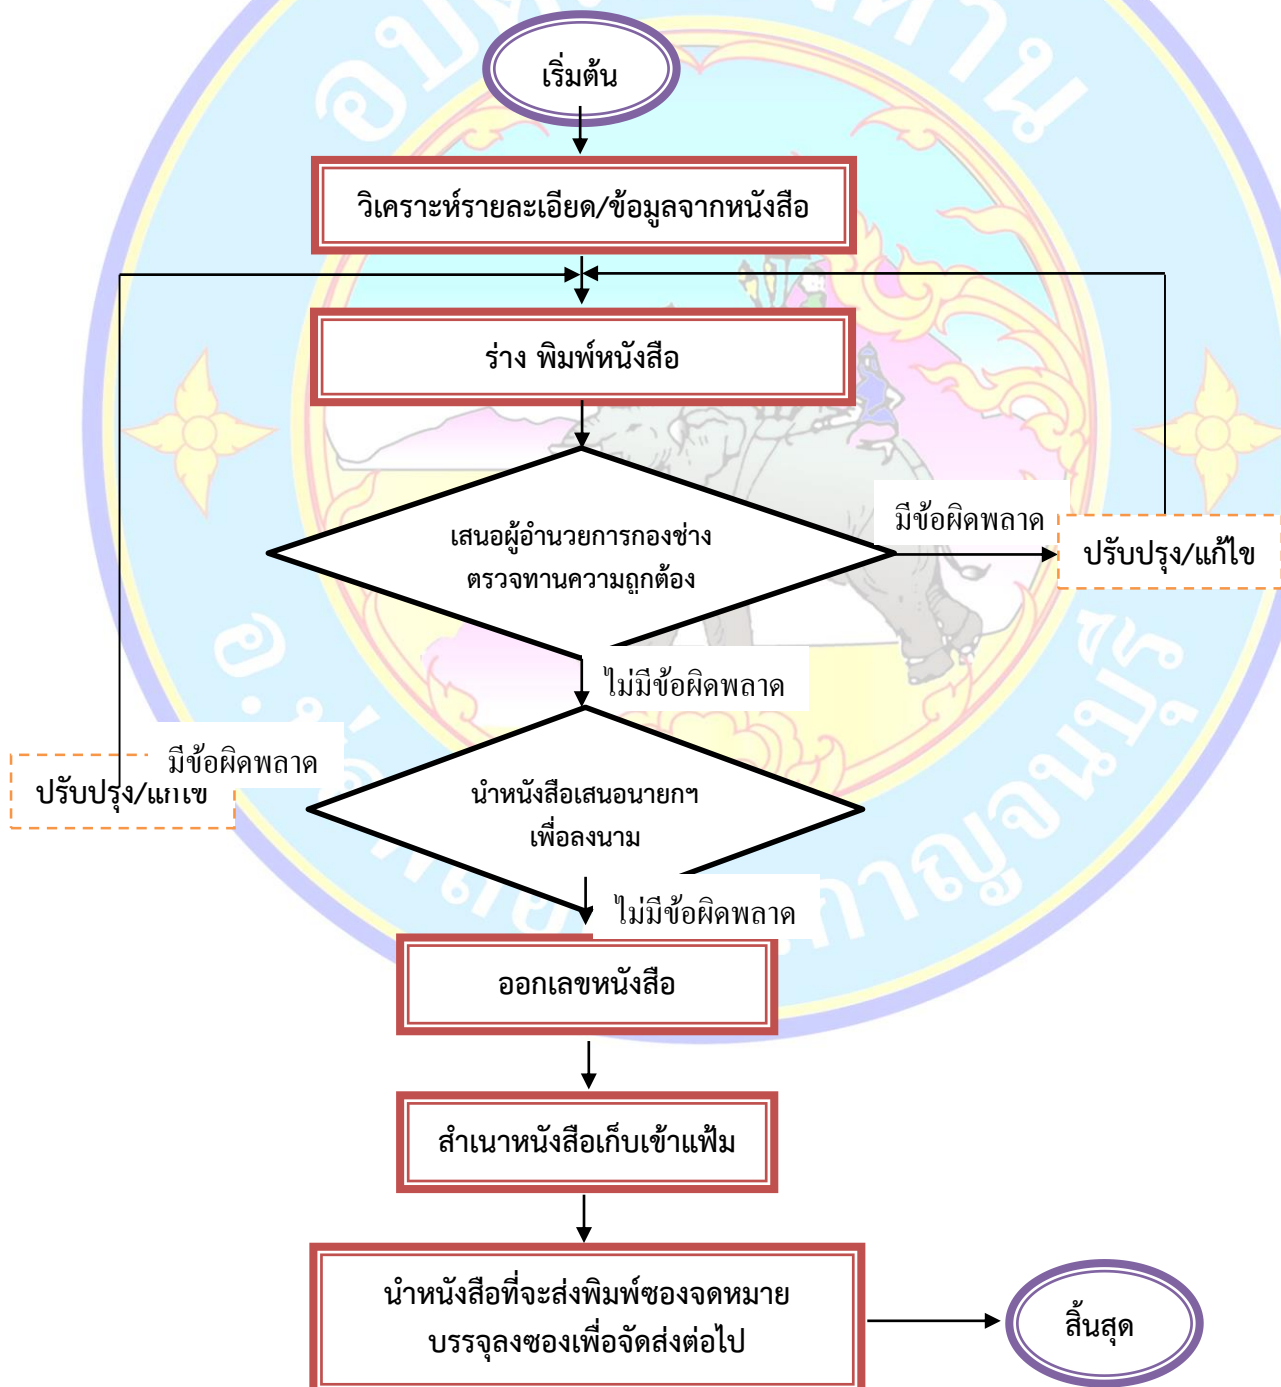 เริ่มต้น
วิเคราะห์รายละเอียด/ข้อมูลจากหนังสือ
ร่าง พิมพ์หนังสือ
เสนอผู้อำนวยการกองช่าง
ตรวจทานความถูกต้อง
มีข้อผิดพลาด
ปรับปรุง/แก้ไข
ไม่มีข้อผิดพลาด
มีข้อผิดพลาด
ปรับปรุง/แก้ไข
นำหนังสือเสนอนายกฯ
เพื่อลงนาม
ไม่มีข้อผิดพลาด
ออกเลขหนังสือ
สำเนาหนังสือเก็บเข้าแฟ้ม
นำหนังสือที่จะส่งพิมพ์ซองจดหมาย
บรรจุลงซองเพื่อจัดส่งต่อไป
สิ้นสุด